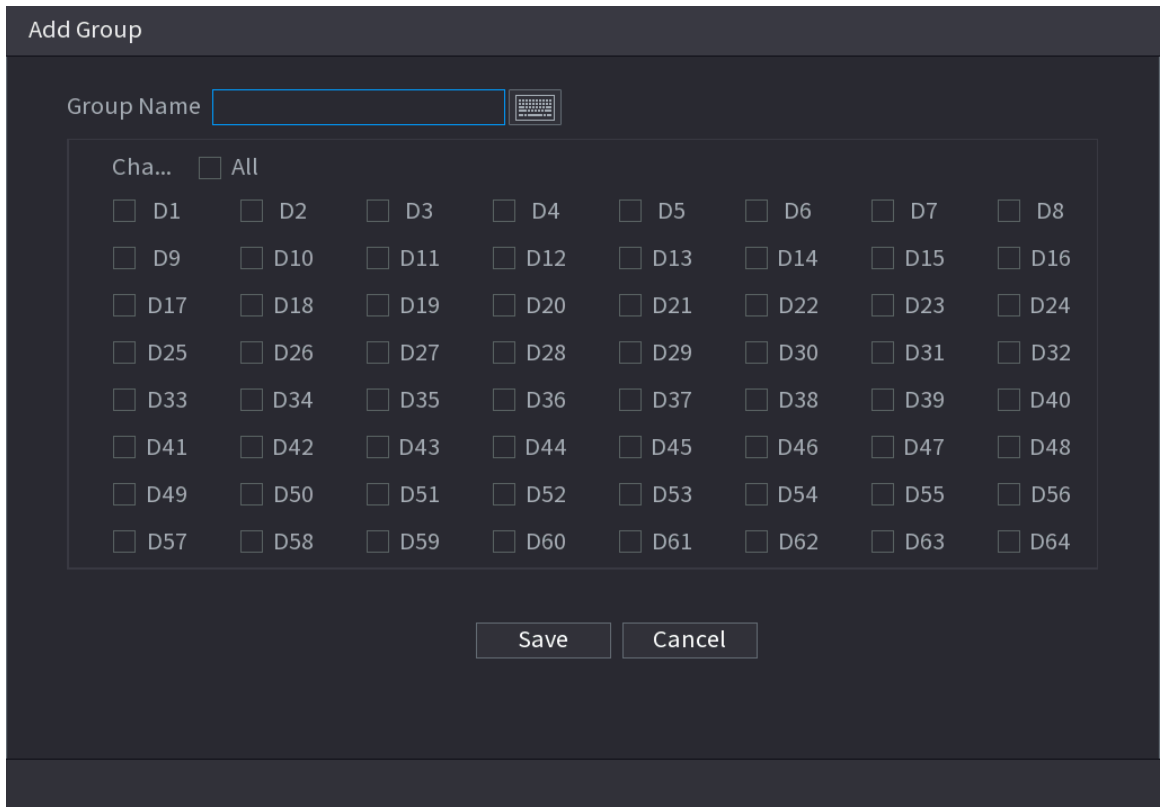 Add Group
Group Name
Cha... All
D1 D2 D3 D4 D5 D6 D7 D8
D9 D10 D11 D12 D13 D14 D15 D16
D17 D18 D19 D20 D21 D22 D23 D24
D25 D26 D27 D28 D29 D30 D31 D32
D33 D34 D35 D36 D37 D38 D39 D40
D41 D42 D43 D44 D45 D46 D47 D48
D49 D50 D51 D52 D53 D54 D55 D56
D57 D58 D59 D60 D61 D62 D63 D64
Save Cancel